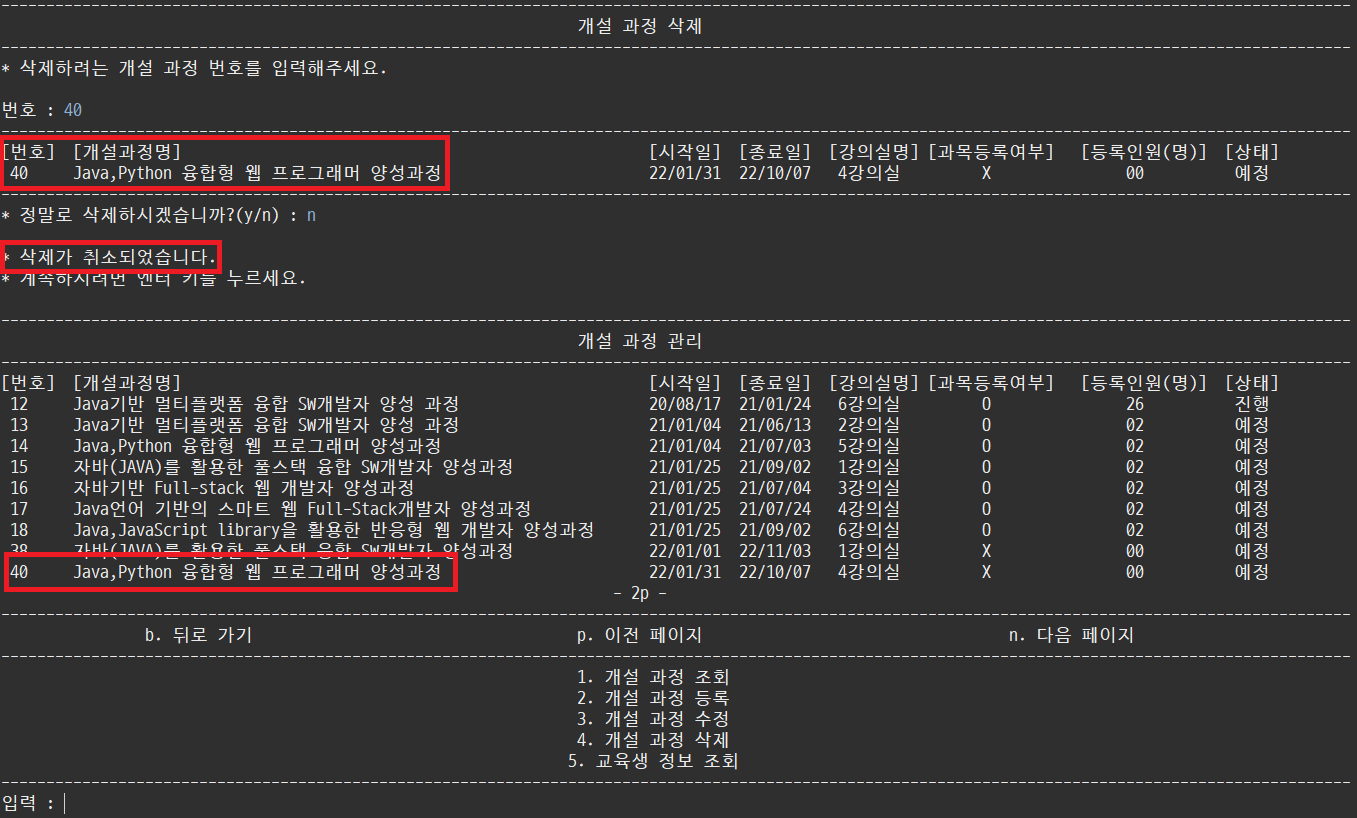 개설 과정 삭제
* 삭제하려는 개설 과정 번호를 입력해주세요.
번호 : 40
[번호] [개설과정명] [시작일] [종료일] [강의실명] [과목등록여부] [등록인원(명)] [상태]
40 Java,Python 융합형 웹 프로그래머 양성과정 22/01/31 22/10/07 4강의실 X 00 예정
* 정말로 삭제하시겠습니까?(y/n) : n
* 삭제가 취소되었습니다.
* 계속하시려면 엔터 키를 누르세요.
개설 과정 관리
[번호] [개설과정명] [시작일] [종료일] [강의실명] [과목등록여부] [등록인원(명)] [상태]
12 Java기반 멀티플랫폼 융합 SW개발자 양성 과정 20/08/17 21/01/24 6강의실 O 26 진행
13 Java기반 멀티플랫폼 융합 SW개발자 양성 과정 21/01/04 21/06/13 2강의실 O 02 예정
14 Java,Python 융합형 웹 프로그래머 양성과정 21/01/04 21/07/03 5강의실 O 02 예정
15 자바(JAVA)를 활용한 풀스택 융합 SW개발자 양성과정 21/01/25 21/09/02 1강의실 O 02 예정
16 자바기반 Full-stack 웹 개발자 양성과정 21/01/25 21/07/04 3강의실 O 02 예정
17 Java언어 기반의 스마트 웹 Full-Stack개발자 양성과정 21/01/25 21/07/24 4강의실 O 02 예정
18 Java,JavaScript library을 활용한 반응형 웹 개발자 양성과정 21/01/25 21/09/02 6강의실 O 02 예정
38 자바(JAVA)를 활용한 풀스택 융합 SW개발자 양성과정 22/01/01 22/11/03 1강의실 X 00 예정
40 Java,Python 융합형 웹 프로그래머 양성과정 22/01/31 22/10/07 4강의실 X 00 예정
- 2p -
b. 뒤로 가기 p. 이전 페이지 n. 다음 페이지
1. 개설 과정 조회
2. 개설 과정 등록
3. 개설 과정 수정
4. 개설 과정 삭제
5. 교육생 정보 조회
입력 :